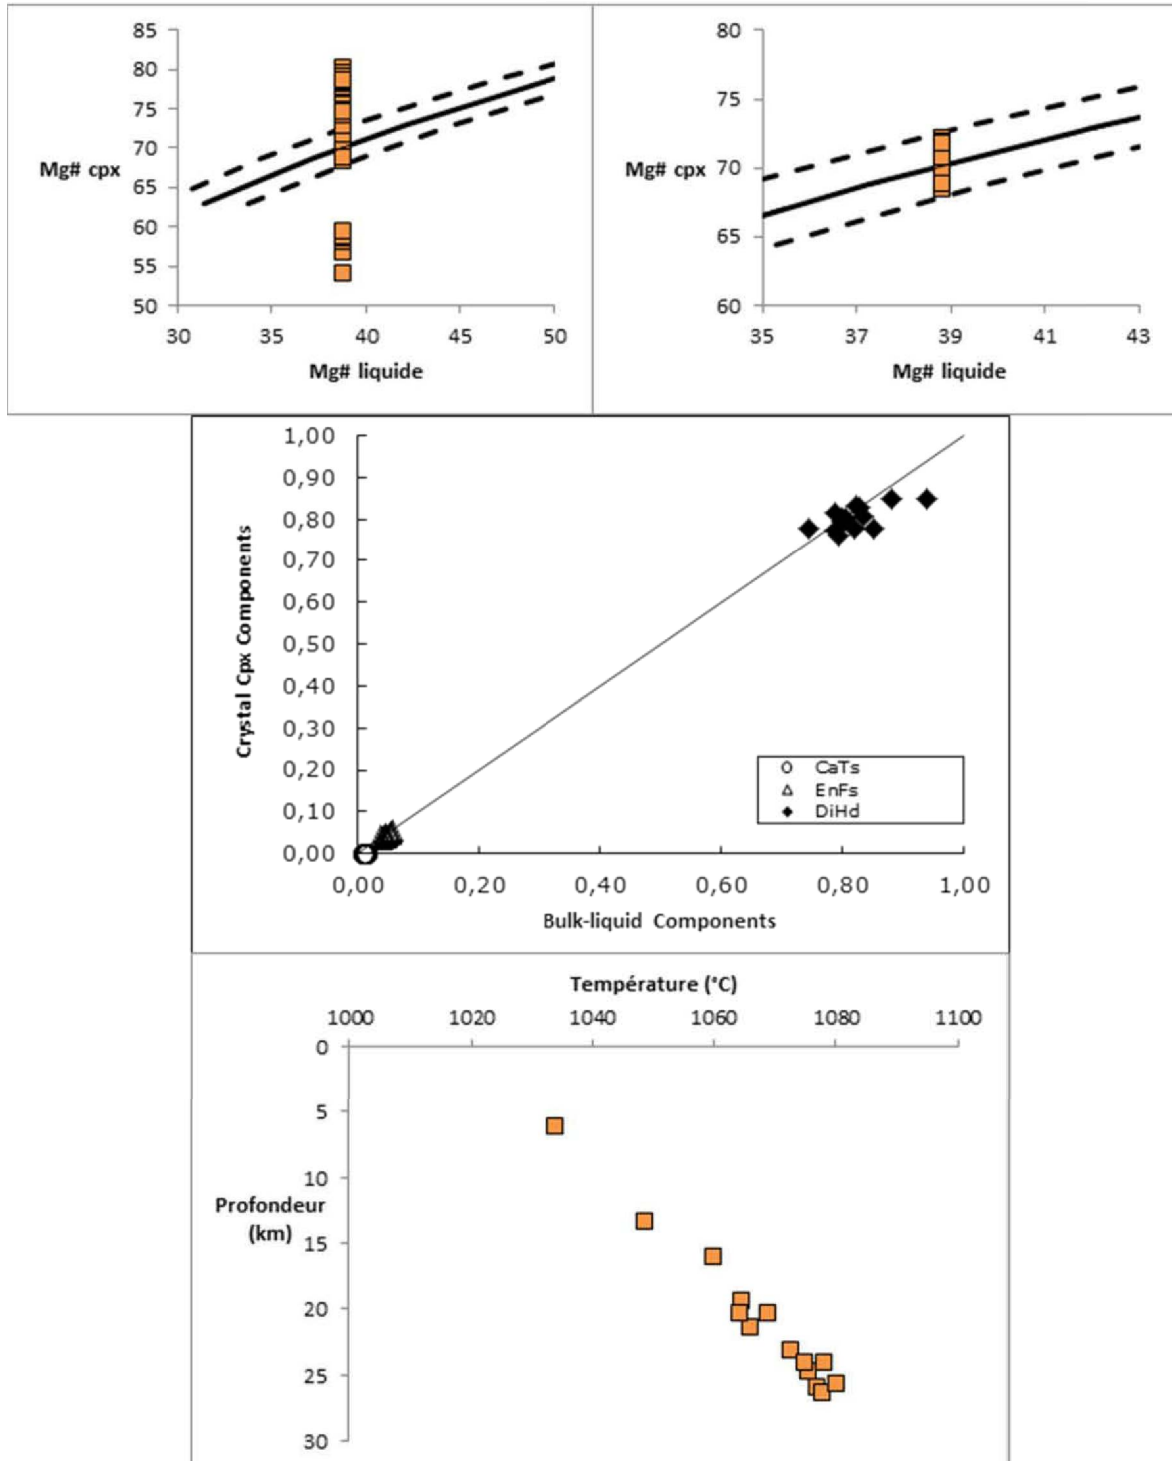 85
80
75
70
65
60
55
50
Mg# cpx
30 35 40 45 50
Mg# liquide
80
75
70
65
60
Mg# cpx
35 37 39 41 43
Mg# liquide
1,00
0,90
0,80
0,70
0,60
0,50
0,40
0,30
0,20
0,10
0,00
Crystal Cpx Components
CaTs
EnFs
DiHd
0,00 0,20 0,40 0,60 0,80 1,00
Bulk-liquid Components
Température (°C)
1000 1020 1040 1060 1080 1100
0
5
10
15
20
25
30
Profondeur
(km)